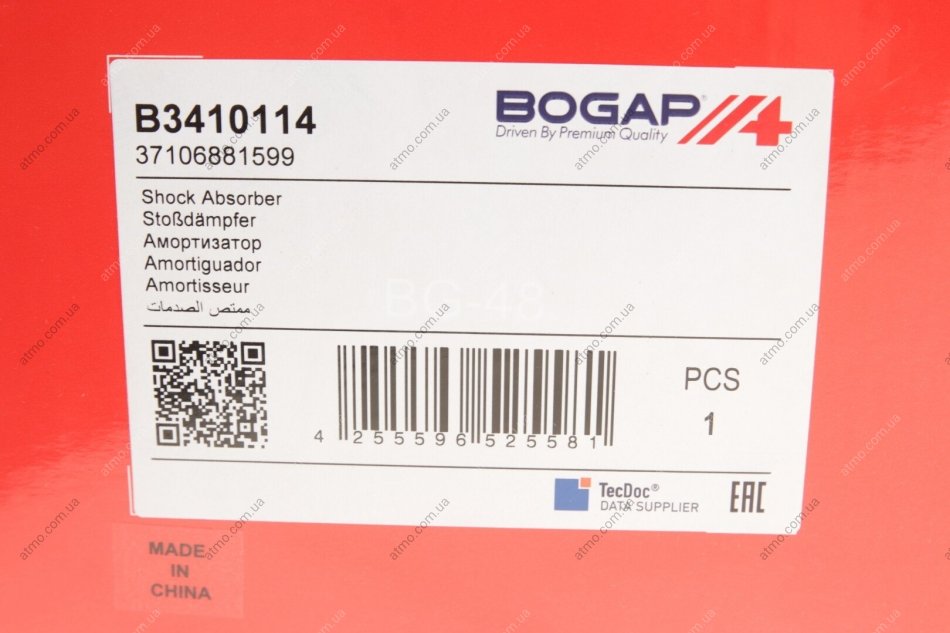 B3410114
37106881599
BOGAP®
Driven By Premium Quality
Shock Absorber
Stoßdämpfer
Амортизатор
Amortiguador
Amortisseur
ممتص الصدمات
BG-48
4 255596 525581
PCS
1
TecDoc®
DATA SUPPLIER
EAC
MADE
IN
CHINA
atmo.com.ua